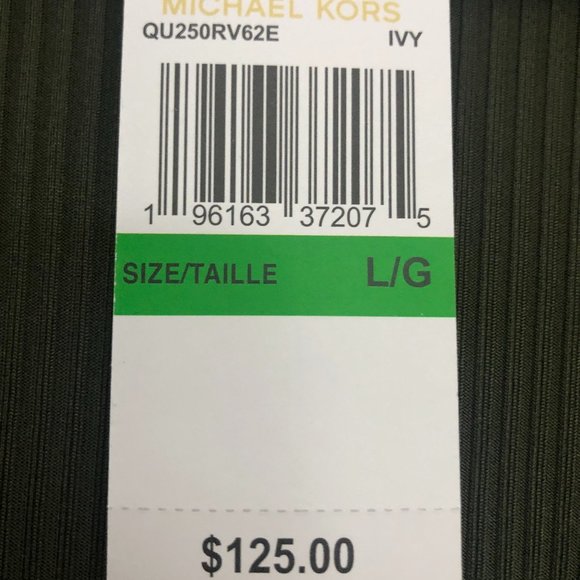 MICHAEL KORS
QU250RV62E IVY
1 96163 37207 5
SIZE/TAILLE L/G
$125.00